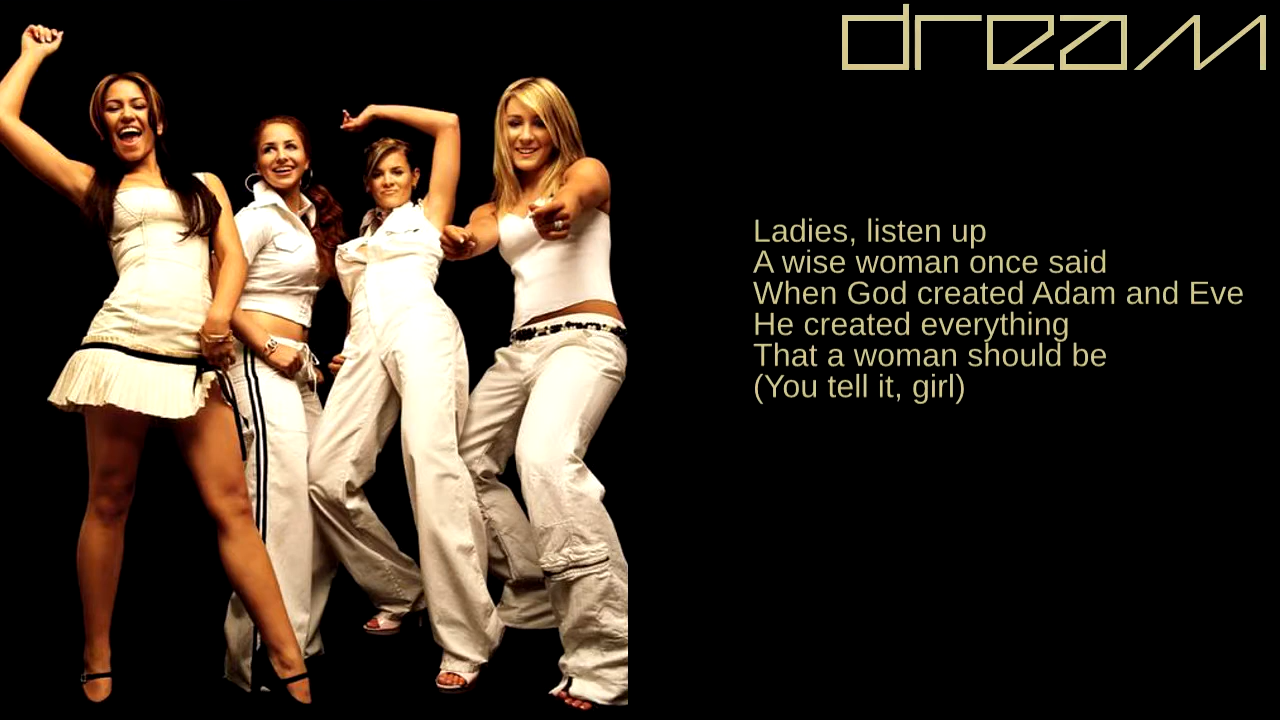 dream
Ladies, listen up
A wise woman once said
When God created Adam and Eve
He created everything
That a woman should be
(You tell it, girl)